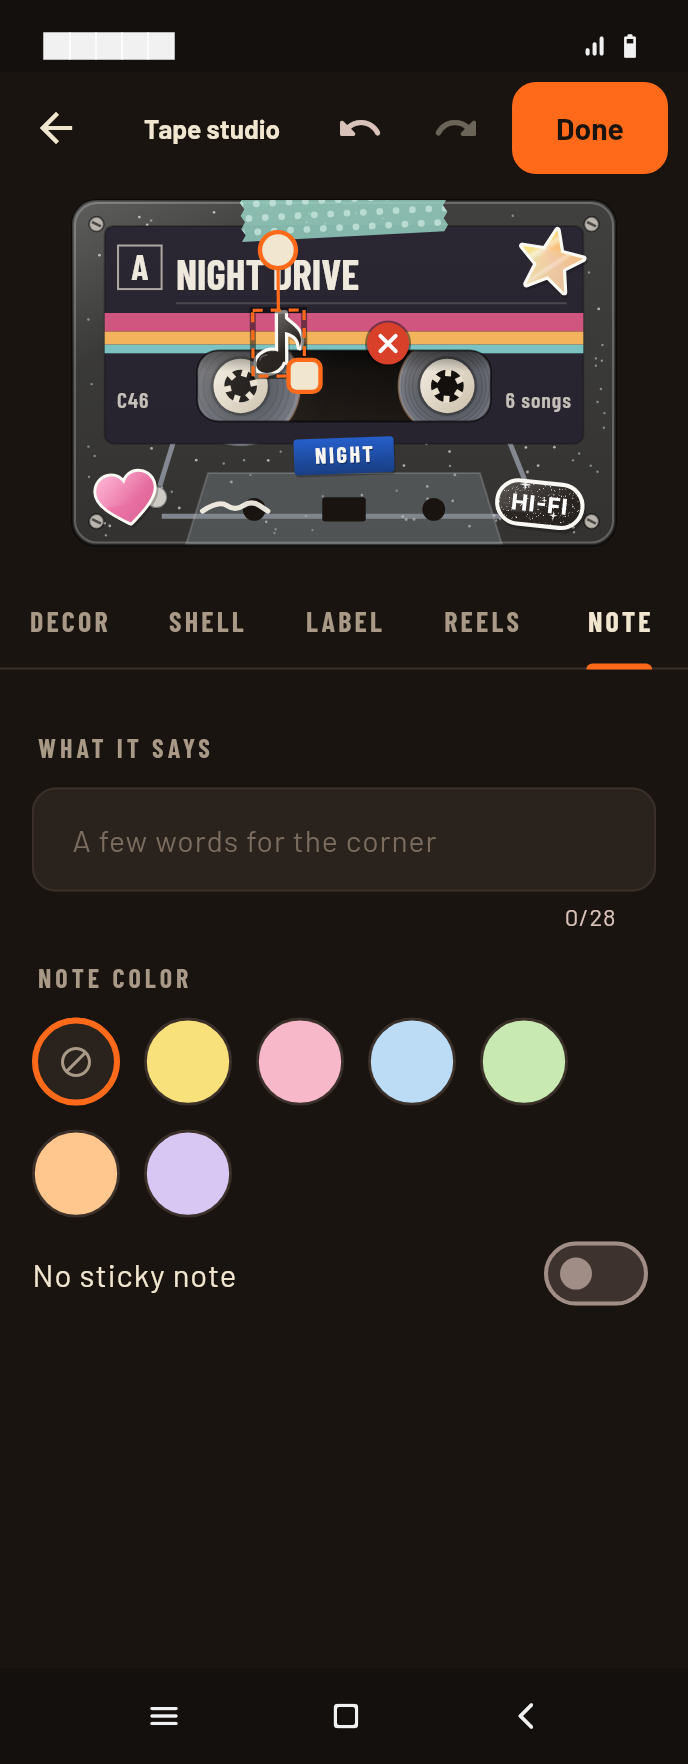 Tape studio
Done
A
NIGHT DRIVE
C46
6 songs
NIGHT
HI-FI
DECOR
SHELL
LABEL
REELS
NOTE
WHAT IT SAYS
A few words for the corner
0/28
NOTE COLOR
No sticky note